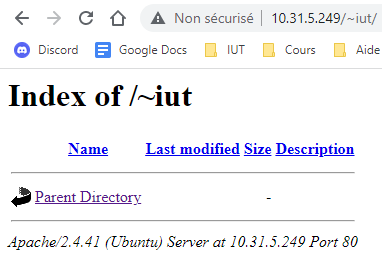 Non sécurisé | 10.31.5.249/~iut/
Discord Google Docs IUT Cours Aide
Index of /~iut
Name Last modified Size Description
Parent Directory -
Apache/2.4.41 (Ubuntu) Server at 10.31.5.249 Port 80